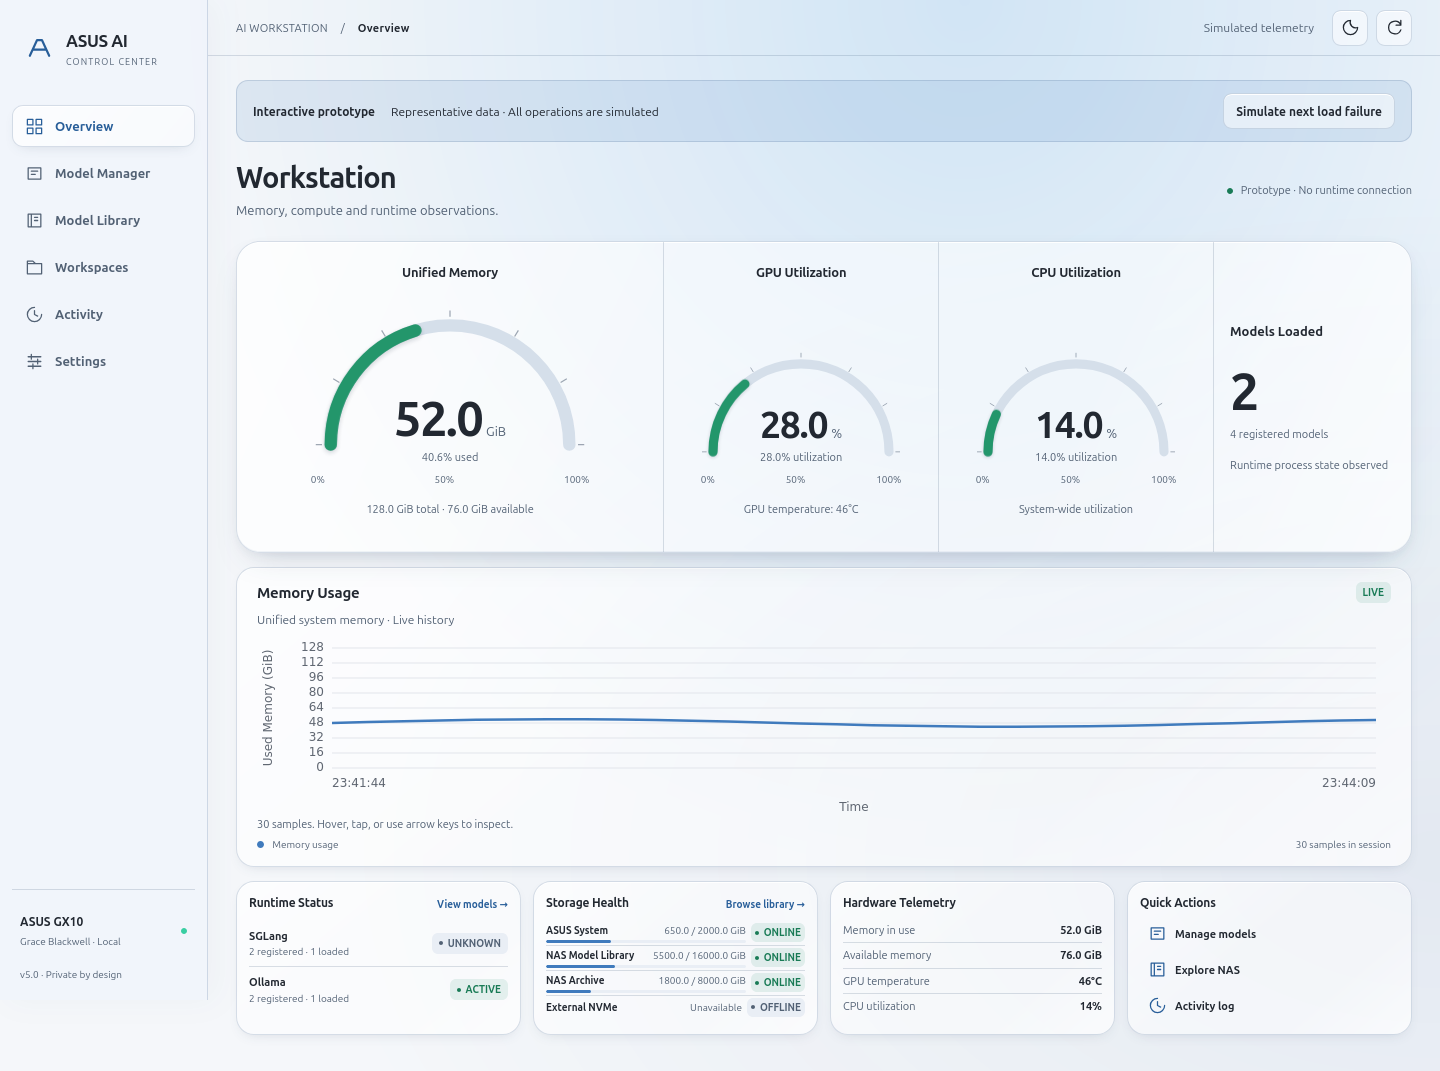 ASUS AI
CONTROL CENTER
Overview
Model Manager
Model Library
Workspaces
Activity
Settings
ASUS GX10
Grace Blackwell · Local
v5.0 · Private by design
AI WORKSTATION / Overview
Simulated telemetry
Interactive prototype Representative data · All operations are simulated
Simulate next load failure
Workstation
Memory, compute and runtime observations.
Prototype · No runtime connection
Unified Memory
52.0 GiB
40.6% used
0% 50% 100%
128.0 GiB total · 76.0 GiB available
GPU Utilization
28.0 %
28.0% utilization
0% 50% 100%
GPU temperature: 46°C
CPU Utilization
14.0 %
14.0% utilization
0% 50% 100%
System-wide utilization
Models Loaded
2
4 registered models
Runtime process state observed
Memory Usage
LIVE
Unified system memory · Live history
Used Memory (GiB)
128
112
96
80
64
48
32
16
0
23:41:44 23:44:09
Time
30 samples. Hover, tap, or use arrow keys to inspect.
Memory usage
30 samples in session
Runtime Status View models →
SGLang
2 registered · 1 loaded
UNKNOWN
Ollama
2 registered · 1 loaded
ACTIVE
Storage Health Browse library →
ASUS System 650.0 / 2000.0 GiB ONLINE
NAS Model Library 5500.0 / 16000.0 GiB ONLINE
NAS Archive 1800.0 / 8000.0 GiB ONLINE
External NVMe Unavailable OFFLINE
Hardware Telemetry
Memory in use 52.0 GiB
Available memory 76.0 GiB
GPU temperature 46°C
CPU utilization 14%
Quick Actions
Manage models
Explore NAS
Activity log